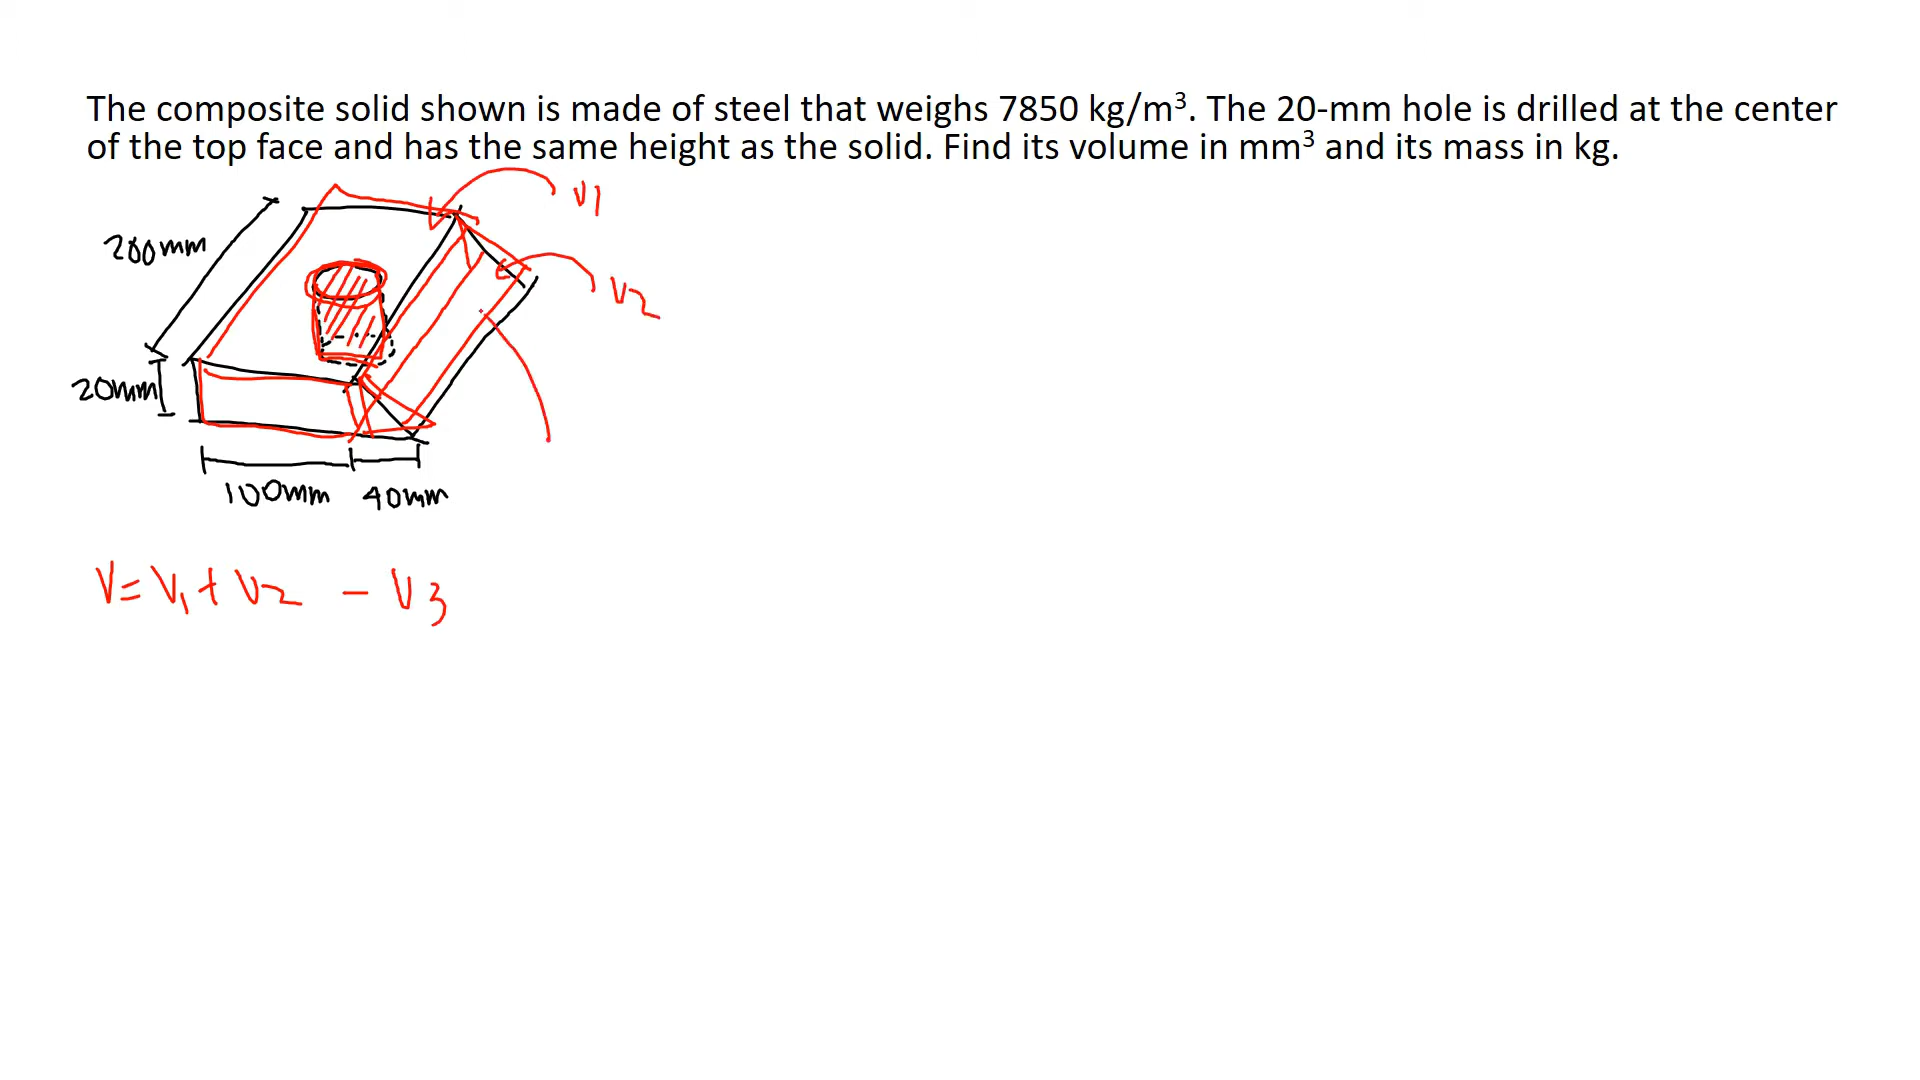 The composite solid shown is made of steel that weighs 7850 kg/m³. The 20-mm hole is drilled at the center
of the top face and has the same height as the solid. Find its volume in mm³ and its mass in kg.
V1
200mm
V2
20mm
100mm 40mm
V=V₁+V2 - V3